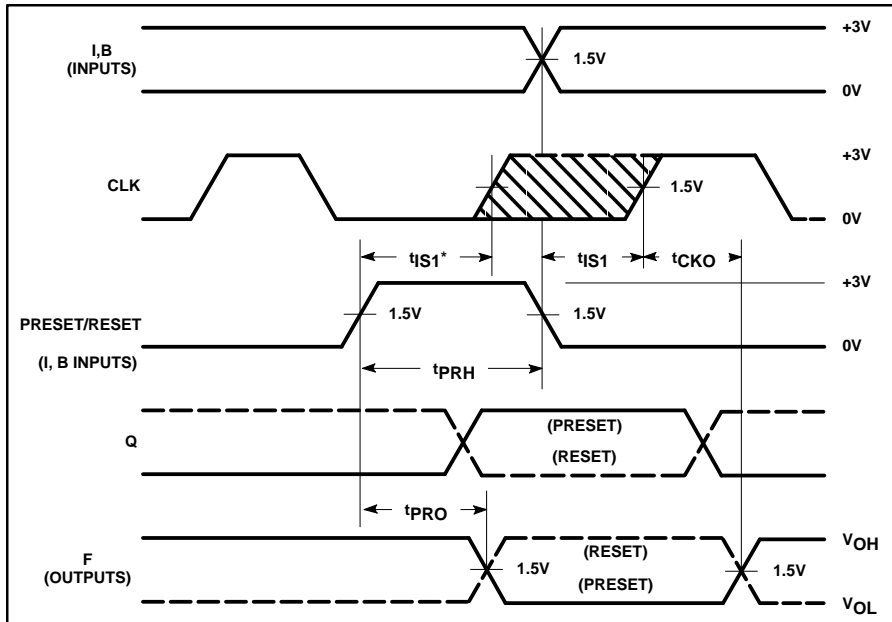 I,B
(INPUTS)
+3V
1.5V
0V
CLK
+3V
1.5V
0V
tIS1*
tIS1
tCKO
+3V
PRESET/RESET
(I, B INPUTS)
1.5V
1.5V
0V
tPRH
Q
(PRESET)
(RESET)
tPRO
F
(OUTPUTS)
1.5V
(RESET)
(PRESET)
1.5V
VOH
VOL